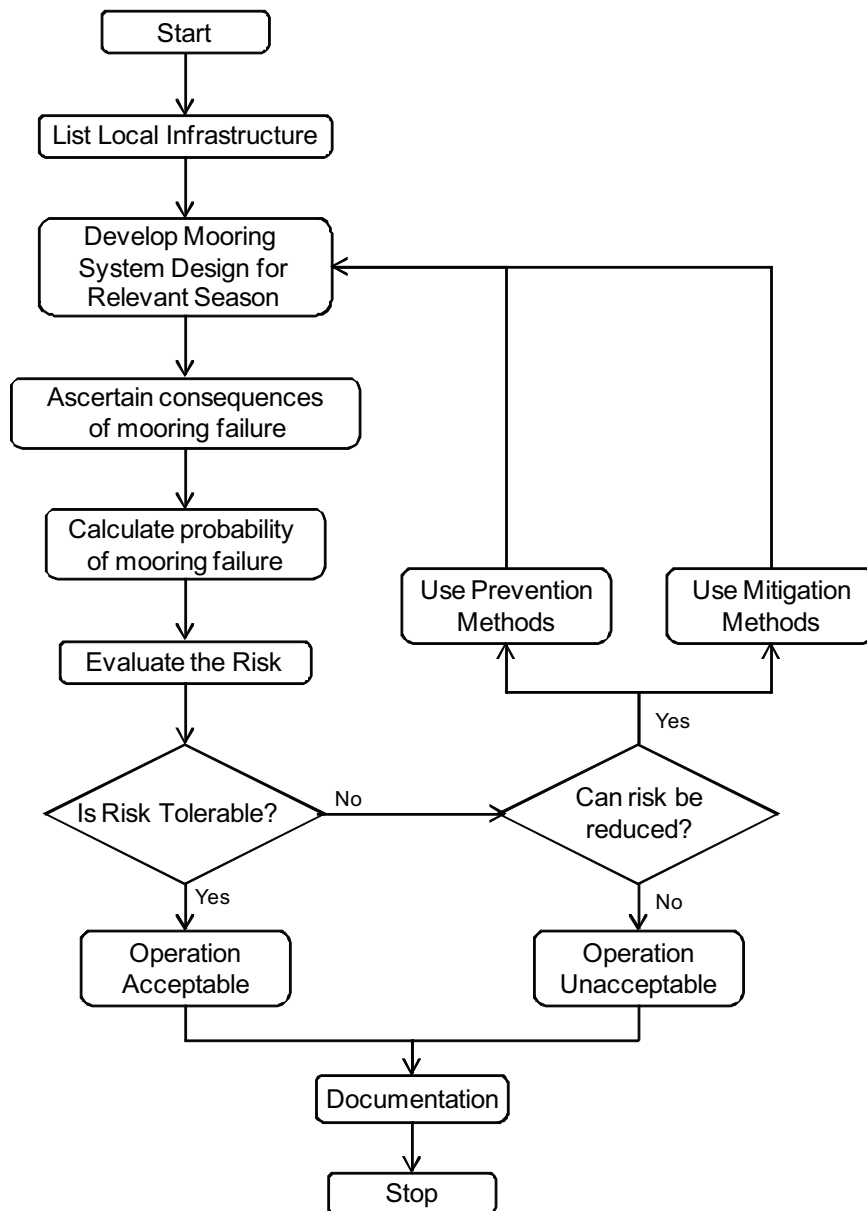 Start
List Local Infrastructure
Develop Mooring
System Design for
Relevant Season
Ascertain consequences
of mooring failure
Calculate probability
of mooring failure
Use Prevention
Methods
Use Mitigation
Methods
Evaluate the Risk
Yes
Is Risk Tolerable?
No
Can risk be
reduced?
Yes
No
Operation
Acceptable
Operation
Unacceptable
Documentation
Stop